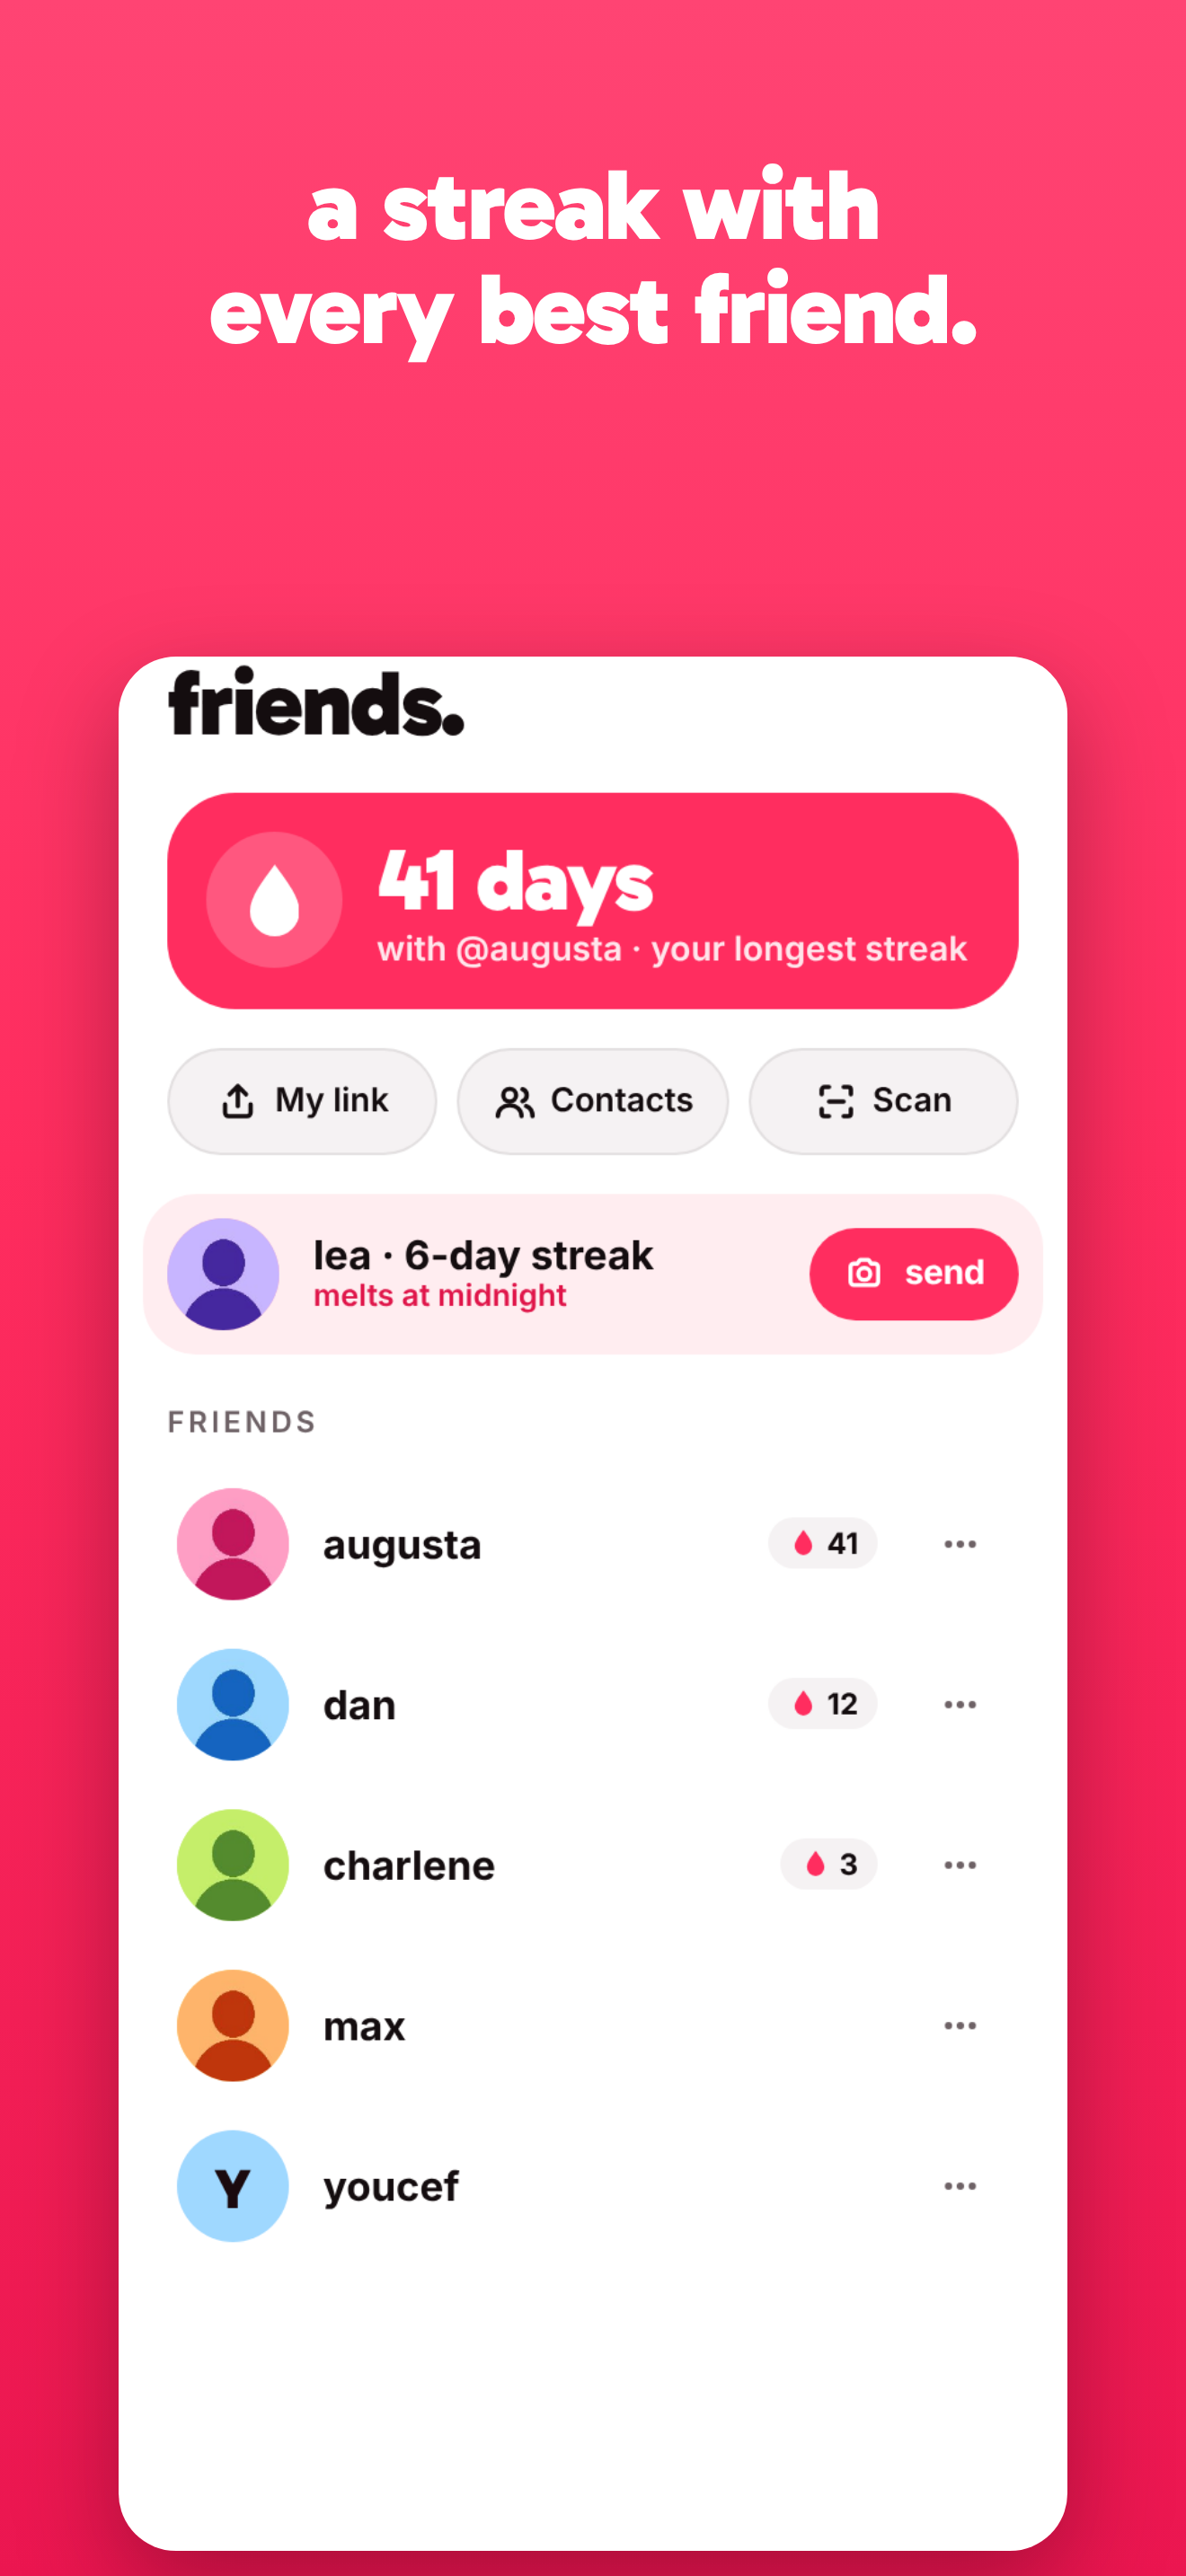 a streak with
every best friend.
friends.
41 days
with @augusta · your longest streak
My link
Contacts
Scan
lea · 6-day streak
melts at midnight
send
FRIENDS
augusta
41
dan
12
charlene
3
max
Y
youcef